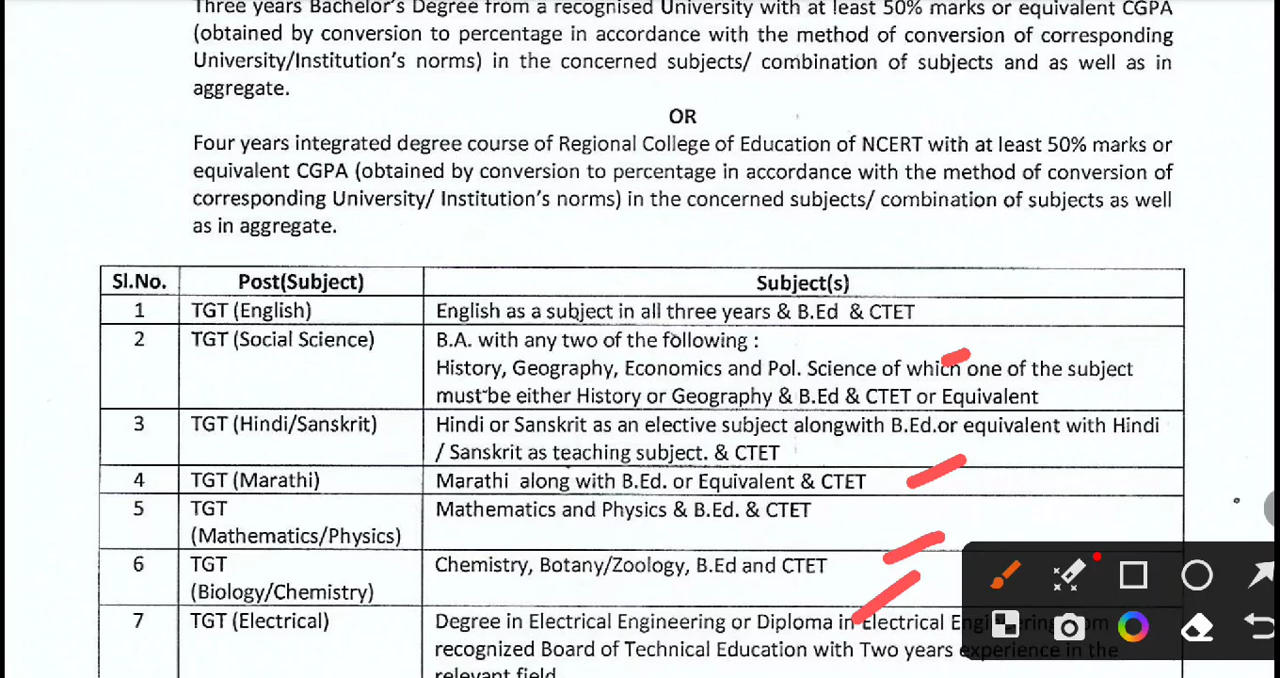 Three years Bachelor's Degree from a recognised University with at least 50% marks or equivalent CGPA
(obtained by conversion to percentage in accordance with the method of conversion of corresponding
University/Institution's norms) in the concerned subjects/ combination of subjects and as well as in
aggregate.
OR
Four years integrated degree course of Regional College of Education of NCERT with at least 50% marks or
equivalent CGPA (obtained by conversion to percentage in accordance with the method of conversion of
corresponding University/ Institution's norms) in the concerned subjects/ combination of subjects as well
as in aggregate.
Sl.No. Post(Subject) Subject(s)
1 TGT (English) English as a subject in all three years & B.Ed & CTET
2 TGT (Social Science) B.A. with any two of the following :
History, Geography, Economics and Pol. Science of which one of the subject
must be either History or Geography & B.Ed & CTET or Equivalent
3 TGT (Hindi/Sanskrit) Hindi or Sanskrit as an elective subject alongwith B.Ed.or equivalent with Hindi
/ Sanskrit as teaching subject. & CTET
4 TGT (Marathi) Marathi along with B.Ed. or Equivalent & CTET
5 TGT Mathematics and Physics & B.Ed. & CTET
(Mathematics/Physics)
6 TGT Chemistry, Botany/Zoology, B.Ed and CTET
(Biology/Chemistry)
7 TGT (Electrical) Degree in Electrical Engineering or Diploma in Electrical Engineering from
recognized Board of Technical Education with Two years experience in the
relevant field.